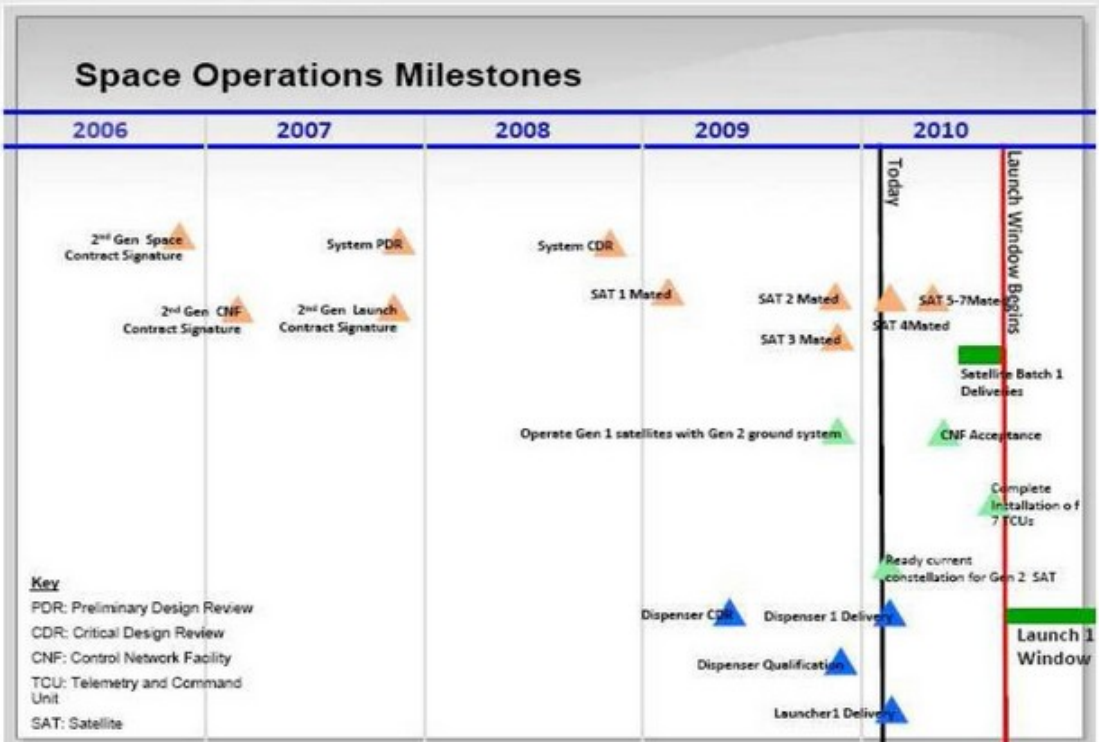 Space Operations Milestones
2006 2007 2008 2009 2010
Today
Launch Window Begins
2nd Gen Space
Contract Signature
System PDR
System CDR
2nd Gen CNF
Contract Signature
2nd Gen Launch
Contract Signature
SAT 1 Mated
SAT 2 Mated
SAT 5-7Mated
SAT 4Mated
SAT 3 Mated
Satellite Batch 1
Deliveries
Operate Gen 1 satellites with Gen 2 ground system
CNF Acceptance
Complete
Installation of
7 TCUs
Ready current
constellation for Gen 2 SAT
Dispenser CDR
Dispenser 1 Delivery
Launch 1
Window
Dispenser Qualification
Launcher1 Delivery
Key
PDR: Preliminary Design Review
CDR: Critical Design Review
CNF: Control Network Facility
TCU: Telemetry and Command
Unit
SAT: Satellite